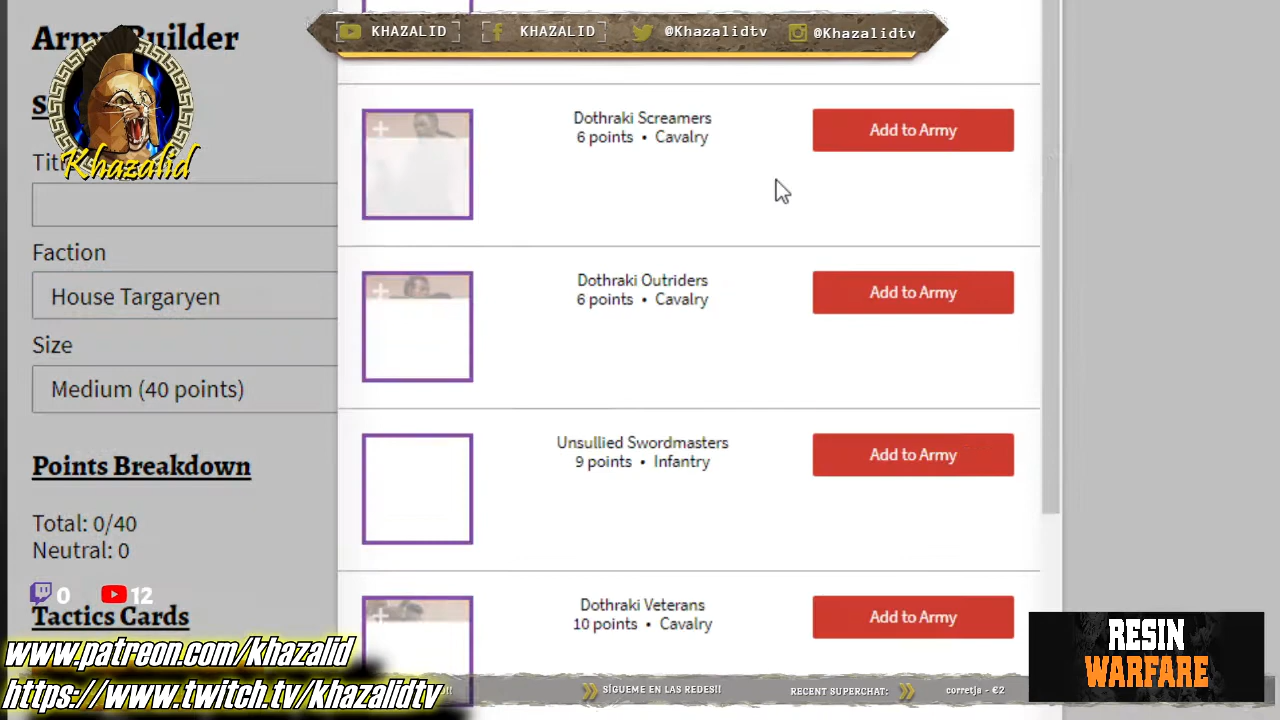 KHAZALID
KHAZALID
@Khazalidtv
@Khazalidtv
Army Builder
Khazalid
Faction
House Targaryen
Size
Medium (40 points)
Points Breakdown
Total: 0/40
Neutral: 0
0
12
Tactics Cards
Dothraki Screamers
6 points • Cavalry
Add to Army
Dothraki Outriders
6 points • Cavalry
Add to Army
Unsullied Swordmasters
9 points • Infantry
Add to Army
Dothraki Veterans
10 points • Cavalry
Add to Army
www.patreon.com/khazalid
https://www.twitch.tv/khazalidtv
SÍGUEME EN LAS REDES!!
RECENT SUPERCHAT:
corretja - €2
RESIN
WARFARE